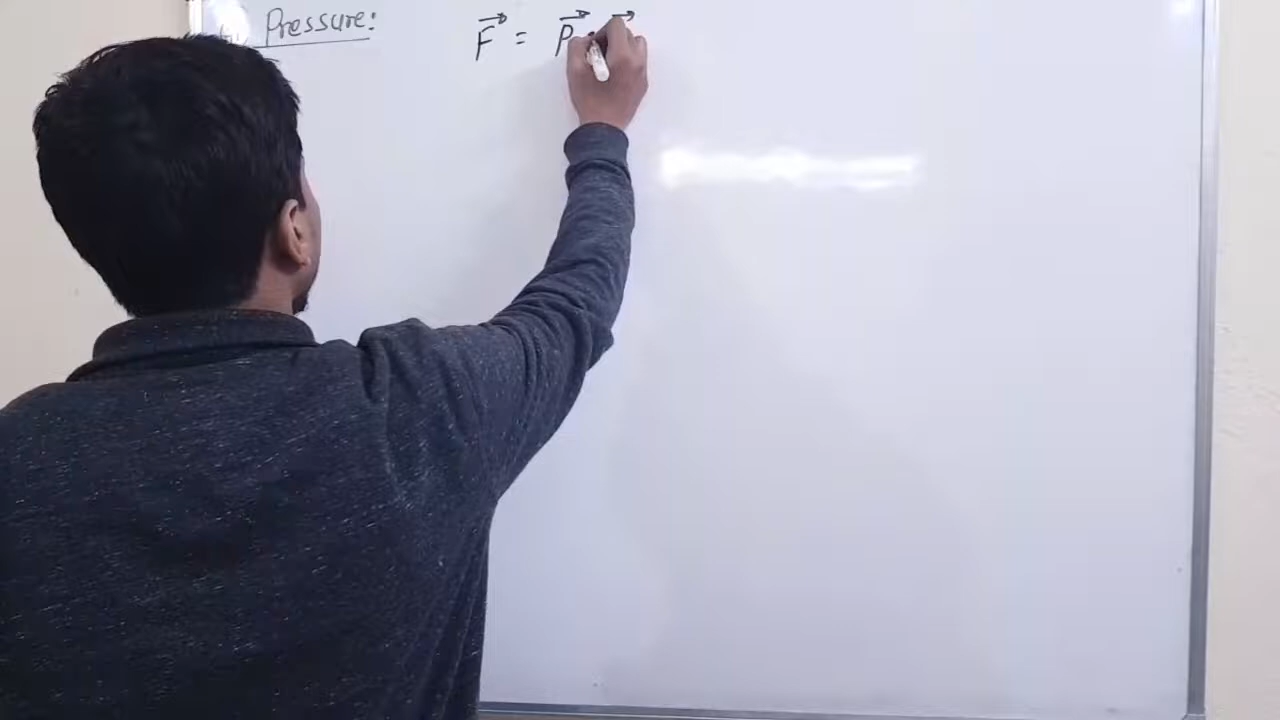 Pressure:
F⃗ = P⃗ ·